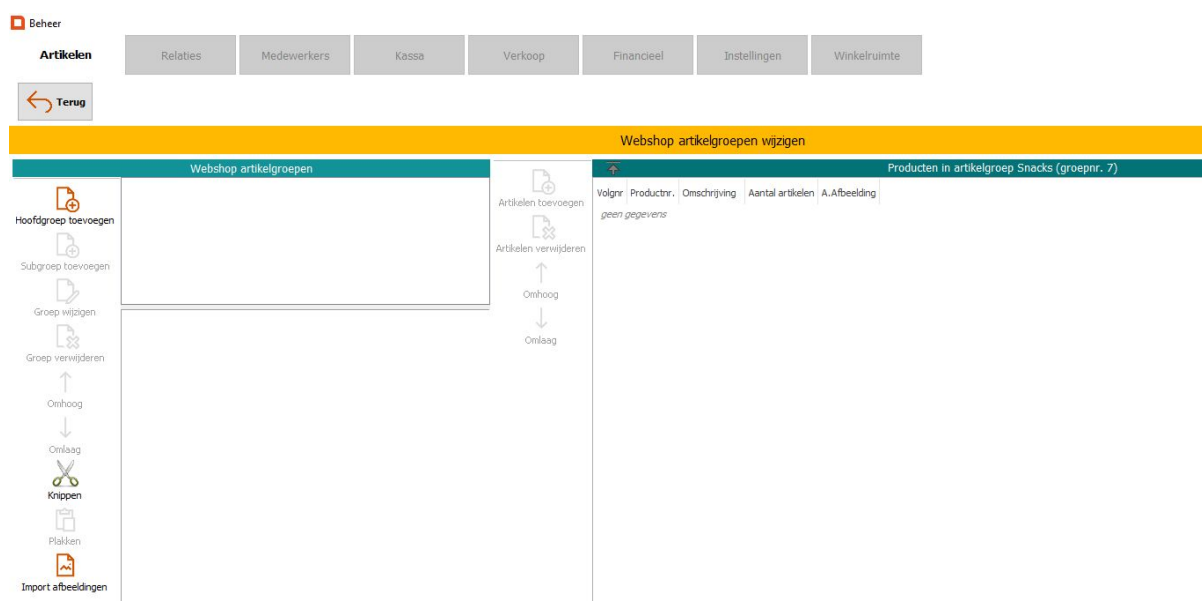 Beheer
Artikelen Relaties Medewerkers Kassa Verkoop Financieel Instellingen Winkelruimte
Terug
Webshop artikelgroepen wijzigen
Webshop artikelgroepen
Hoofdgroep toevoegen
Subgroep toevoegen
Groep wijzigen
Groep verwijderen
Omhoog
Omlaag
Knippen
Plakken
Import afbeeldingen
Artikelen toevoegen
Artikelen verwijderen
Omhoog
Omlaag
Producten in artikelgroep Snacks (groepnr. 7)
Volgnr Productnr. Omschrijving Aantal artikelen A.Afbeelding
geen gegevens